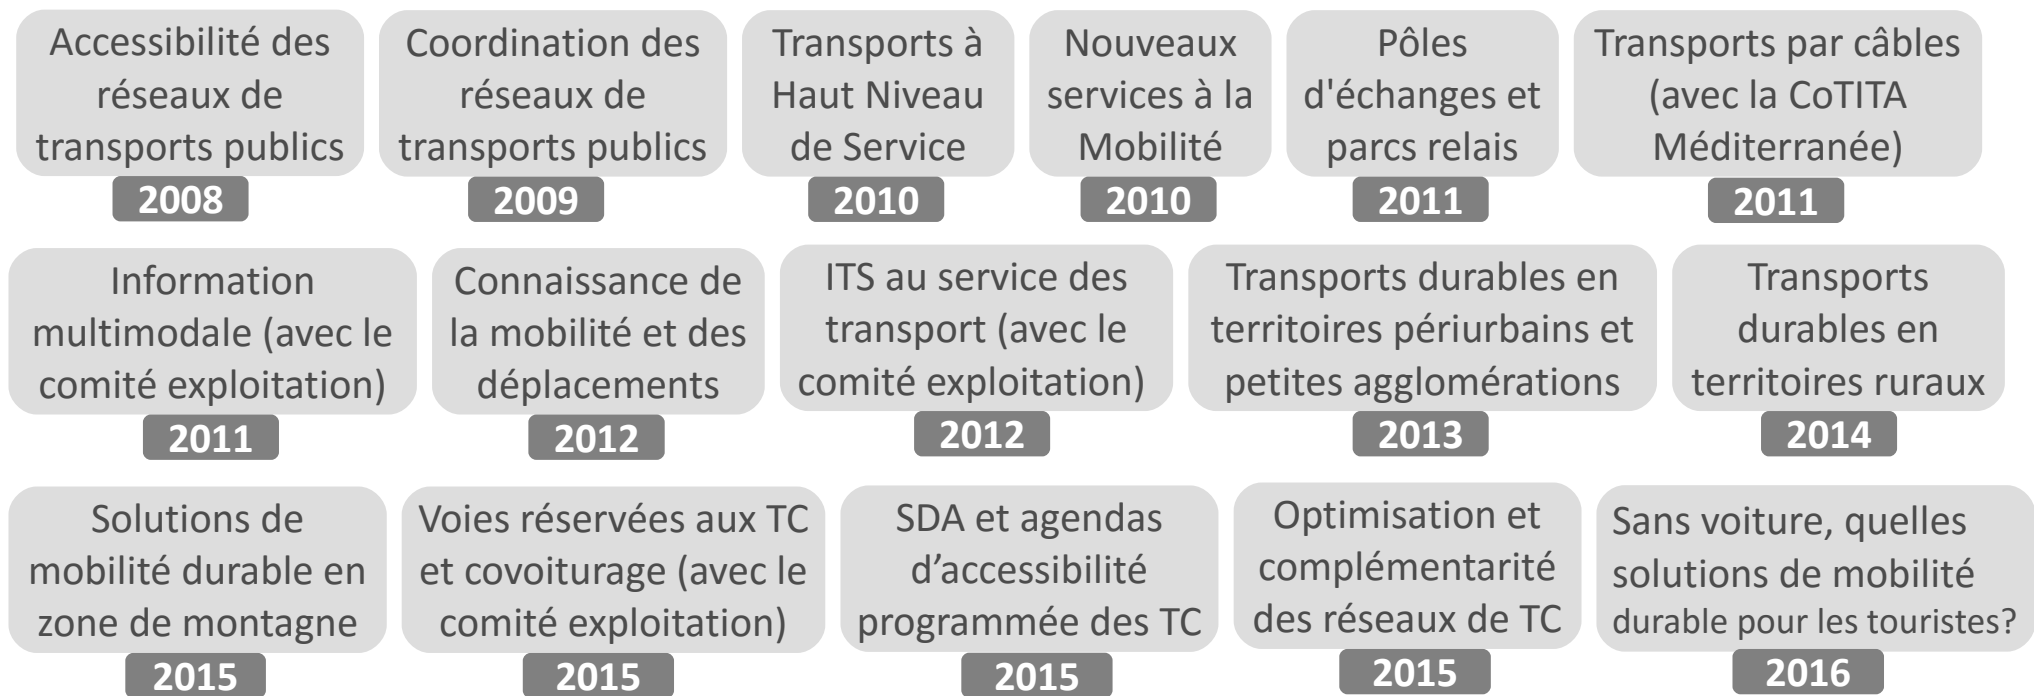 Accessibilité des
réseaux de
transports publics
2008
Coordination des
réseaux de
transports publics
2009
Transports à
Haut Niveau
de Service
2010
Nouveaux
services à la
Mobilité
2010
Pôles
d'échanges et
parcs relais
2011
Transports par câbles
(avec la CoTITA
Méditerranée)
2011
Information
multimodale (avec le
comité exploitation)
2011
Connaissance de
la mobilité et des
déplacements
2012
ITS au service des
transport (avec le
comité exploitation)
2012
Transports durables en
territoires périurbains et
petites agglomérations
2013
Transports
durables en
territoires ruraux
2014
Solutions de
mobilité durable en
zone de montagne
2015
Voies réservées aux TC
et covoiturage (avec le
comité exploitation)
2015
SDA et agendas
d’accessibilité
programmée des TC
2015
Optimisation et
complémentarité
des réseaux de TC
2015
Sans voiture, quelles
solutions de mobilité
durable pour les touristes?
2016